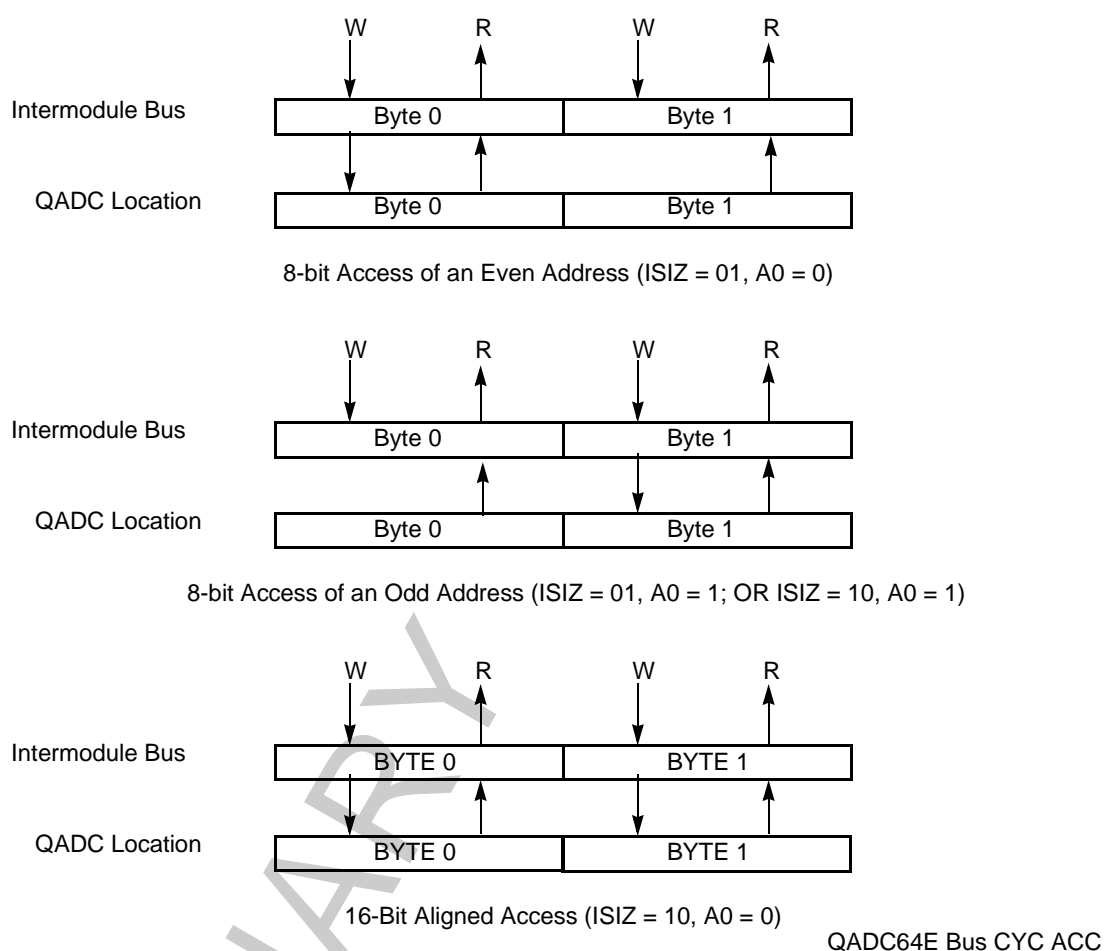 W R W R
Intermodule Bus Byte 0 Byte 1
QADC Location Byte 0 Byte 1
8-bit Access of an Even Address (ISIZ = 01, A0 = 0)
W R W R
Intermodule Bus Byte 0 Byte 1
QADC Location Byte 0 Byte 1
8-bit Access of an Odd Address (ISIZ = 01, A0 = 1; OR ISIZ = 10, A0 = 1)
W R W R
Intermodule Bus BYTE 0 BYTE 1
QADC Location BYTE 0 BYTE 1
16-Bit Aligned Access (ISIZ = 10, A0 = 0)
QADC64E Bus CYC ACC
NARY